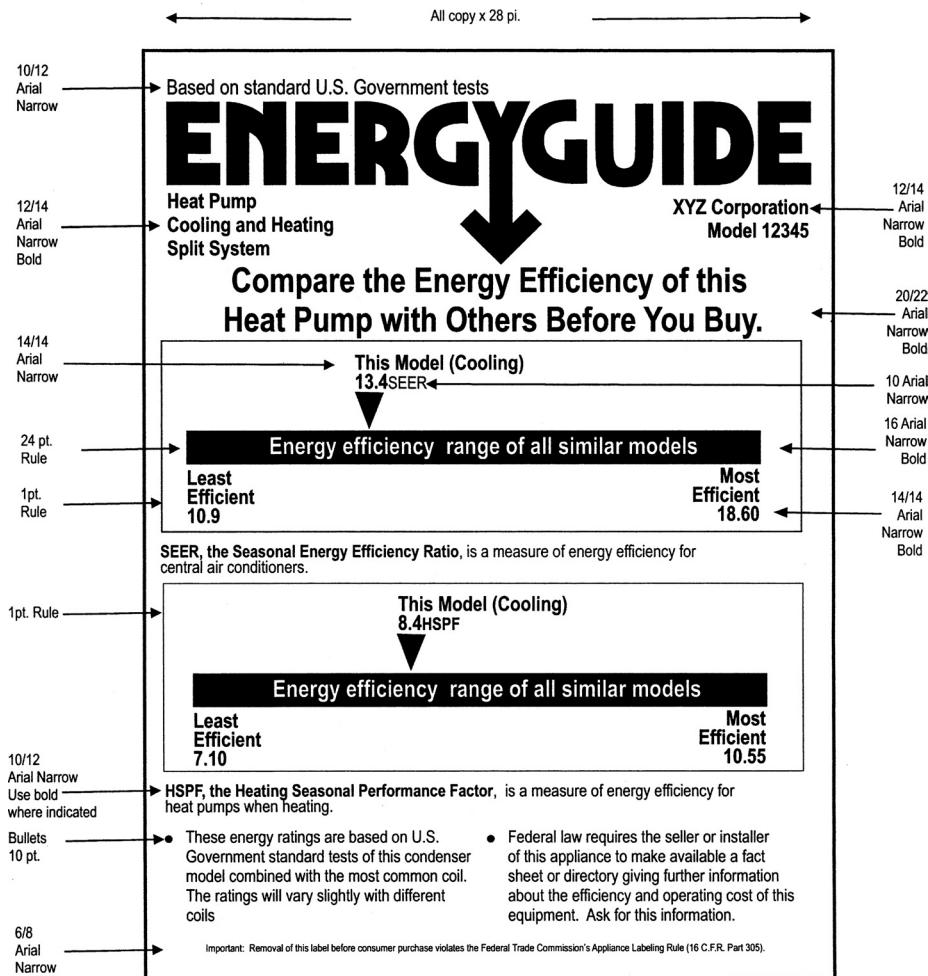 All copy x 28 pi.
10/12
Arial
Narrow
Based on standard U.S. Government tests
ENERGYGUIDE
12/14
Arial
Narrow
Bold
Heat Pump
Cooling and Heating
Split System
XYZ Corporation
Model 12345
12/14
Arial
Narrow
Bold
Compare the Energy Efficiency of this
Heat Pump with Others Before You Buy.
20/22
Arial
Narrow
Bold
14/14
Arial
Narrow
This Model (Cooling)
13.4SEER
10 Arial
Narrow
24 pt.
Rule
Energy efficiency range of all similar models
16 Arial
Narrow
Bold
1pt.
Rule
Least
Efficient
10.9
Most
Efficient
18.60
14/14
Arial
Narrow
Bold
SEER, the Seasonal Energy Efficiency Ratio, is a measure of energy efficiency for
central air conditioners.
1pt. Rule
This Model (Cooling)
8.4HSPF
Energy efficiency range of all similar models
Least
Efficient
7.10
Most
Efficient
10.55
10/12
Arial Narrow
Use bold
where indicated
HSPF, the Heating Seasonal Performance Factor, is a measure of energy efficiency for
heat pumps when heating.
Bullets
10 pt.
• These energy ratings are based on U.S.
Government standard tests of this condenser
model combined with the most common coil.
The ratings will vary slightly with different
coils
• Federal law requires the seller or installer
of this appliance to make available a fact
sheet or directory giving further information
about the efficiency and operating cost of this
equipment. Ask for this information.
6/8
Arial
Narrow
Important: Removal of this label before consumer purchase violates the Federal Trade Commission's Appliance Labeling Rule (16 C.F.R. Part 305).